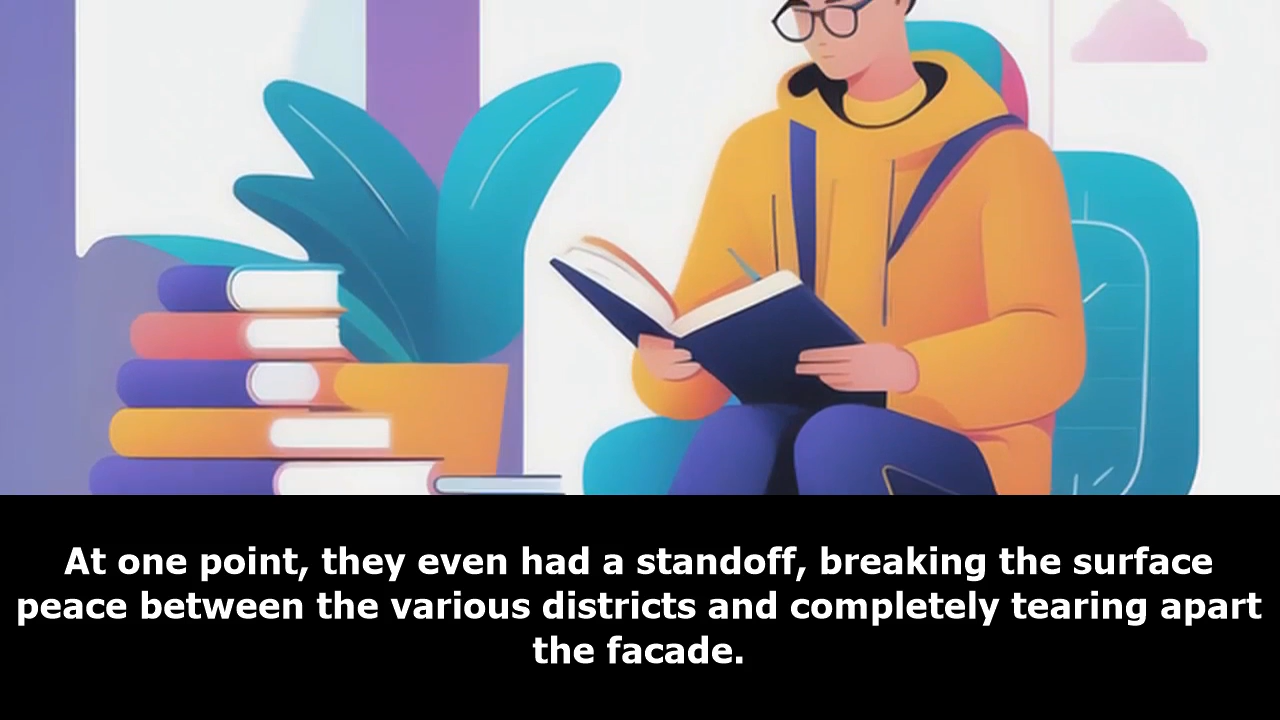 At one point, they even had a standoff, breaking the surface
peace between the various districts and completely tearing apart
the facade.